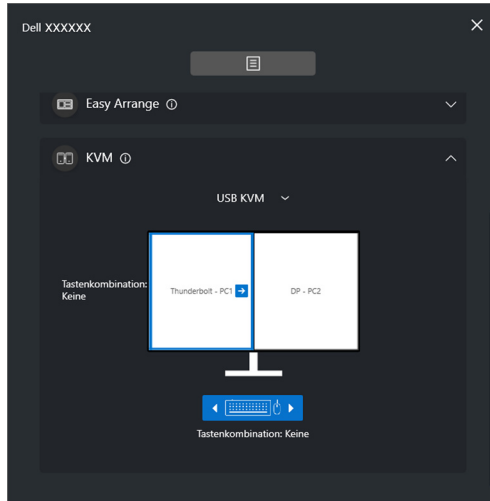 Dell XXXXXX
Easy Arrange
KVM
USB KVM
Tastenkombination:
Keine
Thunderbolt - PC1
DP - PC2
Tastenkombination: Keine